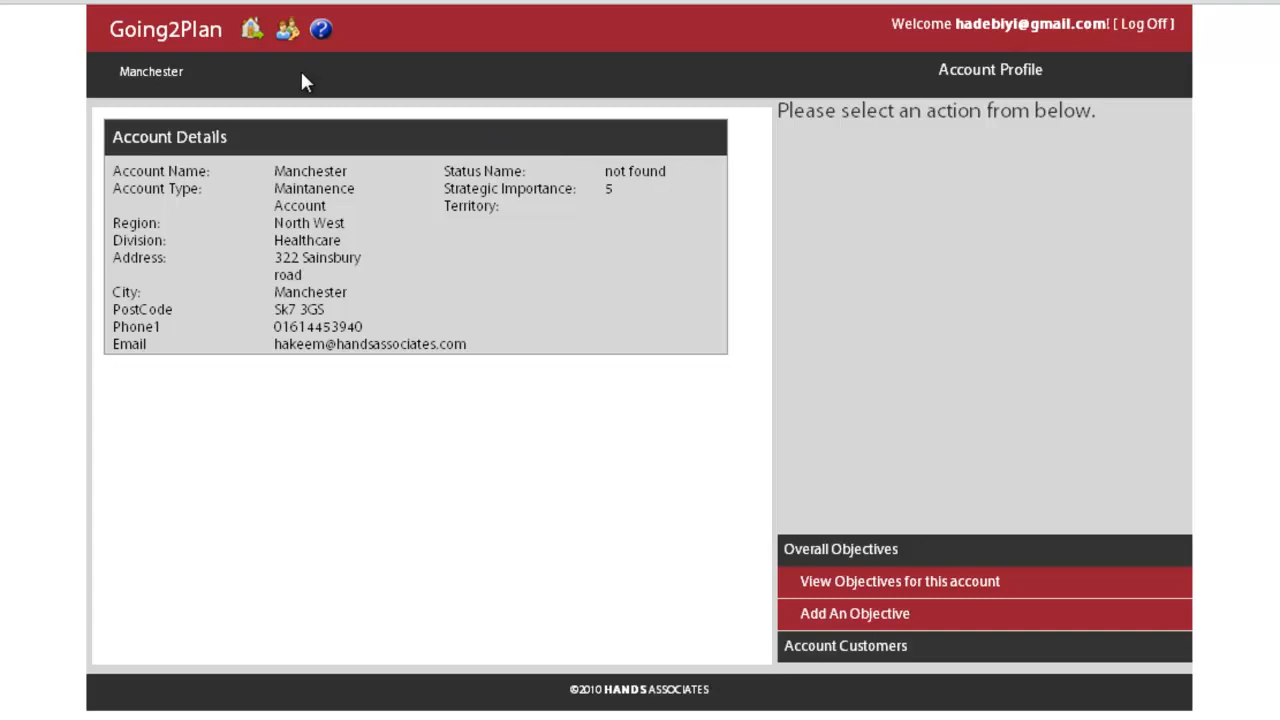 Going2Plan
Welcome hadebiyi@gmail.com! [ Log Off ]
Manchester
Account Profile
Please select an action from below.
Account Details
Account Name: Manchester Status Name: not found
Account Type: Maintanence Strategic Importance: 5
Account Territory:
Region: North West
Division: Healthcare
Address: 322 Sainsbury
road
City: Manchester
PostCode Sk7 3GS
Phone1 01614453940
Email hakeem@handsassociates.com
Overall Objectives
View Objectives for this account
Add An Objective
Account Customers
©2010 HANDS ASSOCIATES